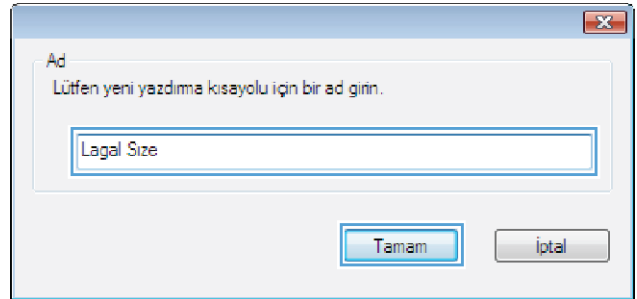 Ad
Lütfen yeni yazdırma kısayolu için bir ad girin.
Lagal Size
Tamam
İptal